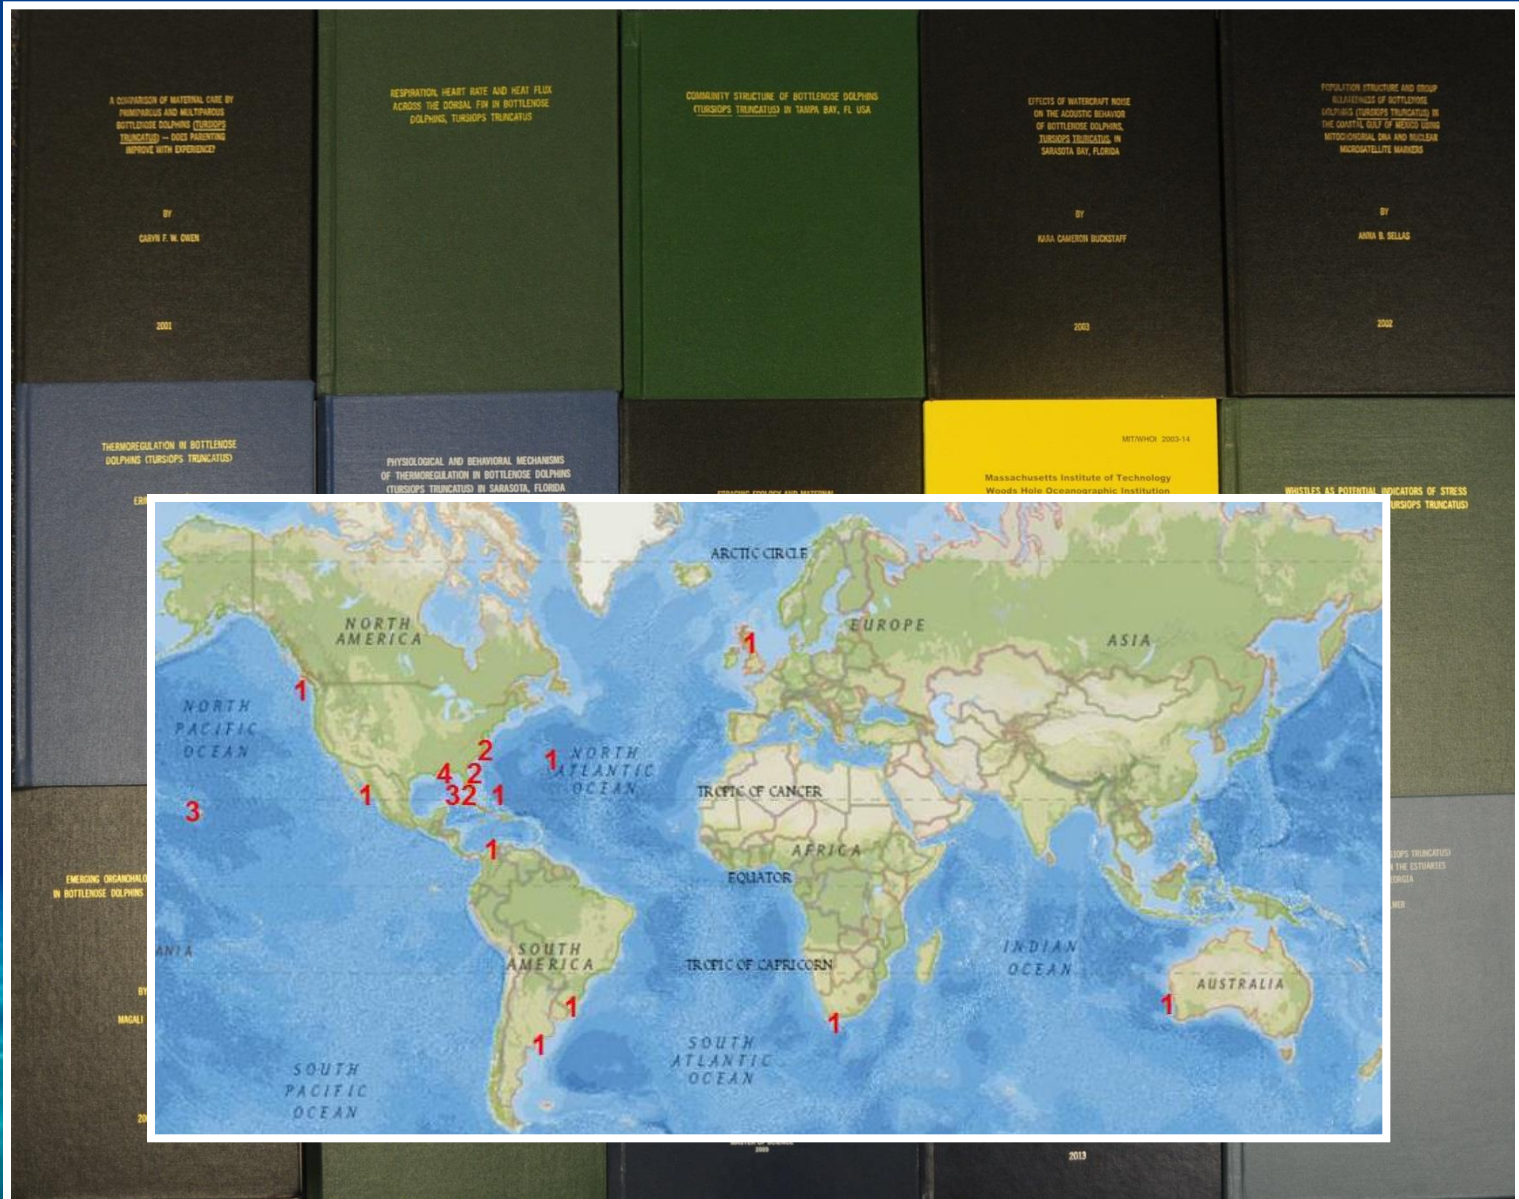 A COMPARISON OF MATERNAL CARE BY
PRIMIPAROUS AND MULTIPAROUS
BOTTLENOSE DOLPHINS (TURSIOPS
TRUNCATUS) — DOES PARENTING
IMPROVE WITH EXPERIENCE?
BY
CARYN F. W. OWEN
2001
RESPIRATION, HEART RATE AND HEAT FLUX
ACROSS THE DORSAL FIN IN BOTTLENOSE
DOLPHINS, TURSIOPS TRUNCATUS
COMMUNITY STRUCTURE OF BOTTLENOSE DOLPHINS
(TURSIOPS TRUNCATUS) IN TAMPA BAY, FL USA
EFFECTS OF WATERCRAFT NOISE
ON THE ACOUSTIC BEHAVIOR
OF BOTTLENOSE DOLPHINS,
TURSIOPS TRUNCATUS, IN
SARASOTA BAY, FLORIDA
BY
KARA CAMERON BUCKSTAFF
2003
POPULATION STRUCTURE AND GROUP
RELATEDNESS OF BOTTLENOSE
DOLPHINS (TURSIOPS TRUNCATUS) IN
THE COASTAL GULF OF MEXICO USING
MITOCHONDRIAL DNA AND NUCLEAR
MICROSATELLITE MARKERS
BY
ANNA B. SELLAS
2002
THERMOREGULATION IN BOTTLENOSE
DOLPHINS (TURSIOPS TRUNCATUS)
PHYSIOLOGICAL AND BEHAVIORAL MECHANISMS
OF THERMOREGULATION IN BOTTLENOSE DOLPHINS
(TURSIOPS TRUNCATUS) IN SARASOTA, FLORIDA
MIT/WHOI 2003-14
Massachusetts Institute of Technology
Woods Hole Oceanographic Institution
WHISTLES AS POTENTIAL INDICATORS OF STRESS
TRUNCATUS)
ARCTIC CIRCLE
NORTH
AMERICA
EUROPE
ASIA
1
1
NORTH
PACIFIC
OCEAN
2
1
NORTH
ATLANTIC
OCEAN
4
2
1
32
1
3
TROPIC OF CANCER
1
AFRICA
EQUATOR
SOUTH
AMERICA
TROPIC OF CAPRICORN
INDIAN
OCEAN
AUSTRALIA
1
1
1
1
SOUTH
ATLANTIC
OCEAN
SOUTH
PACIFIC
OCEAN
EMERGING
IN BOTTLENOSE DOLPHINS
BY
MAGALI
TRUNCATUS)
THE ESTUARIES
2013